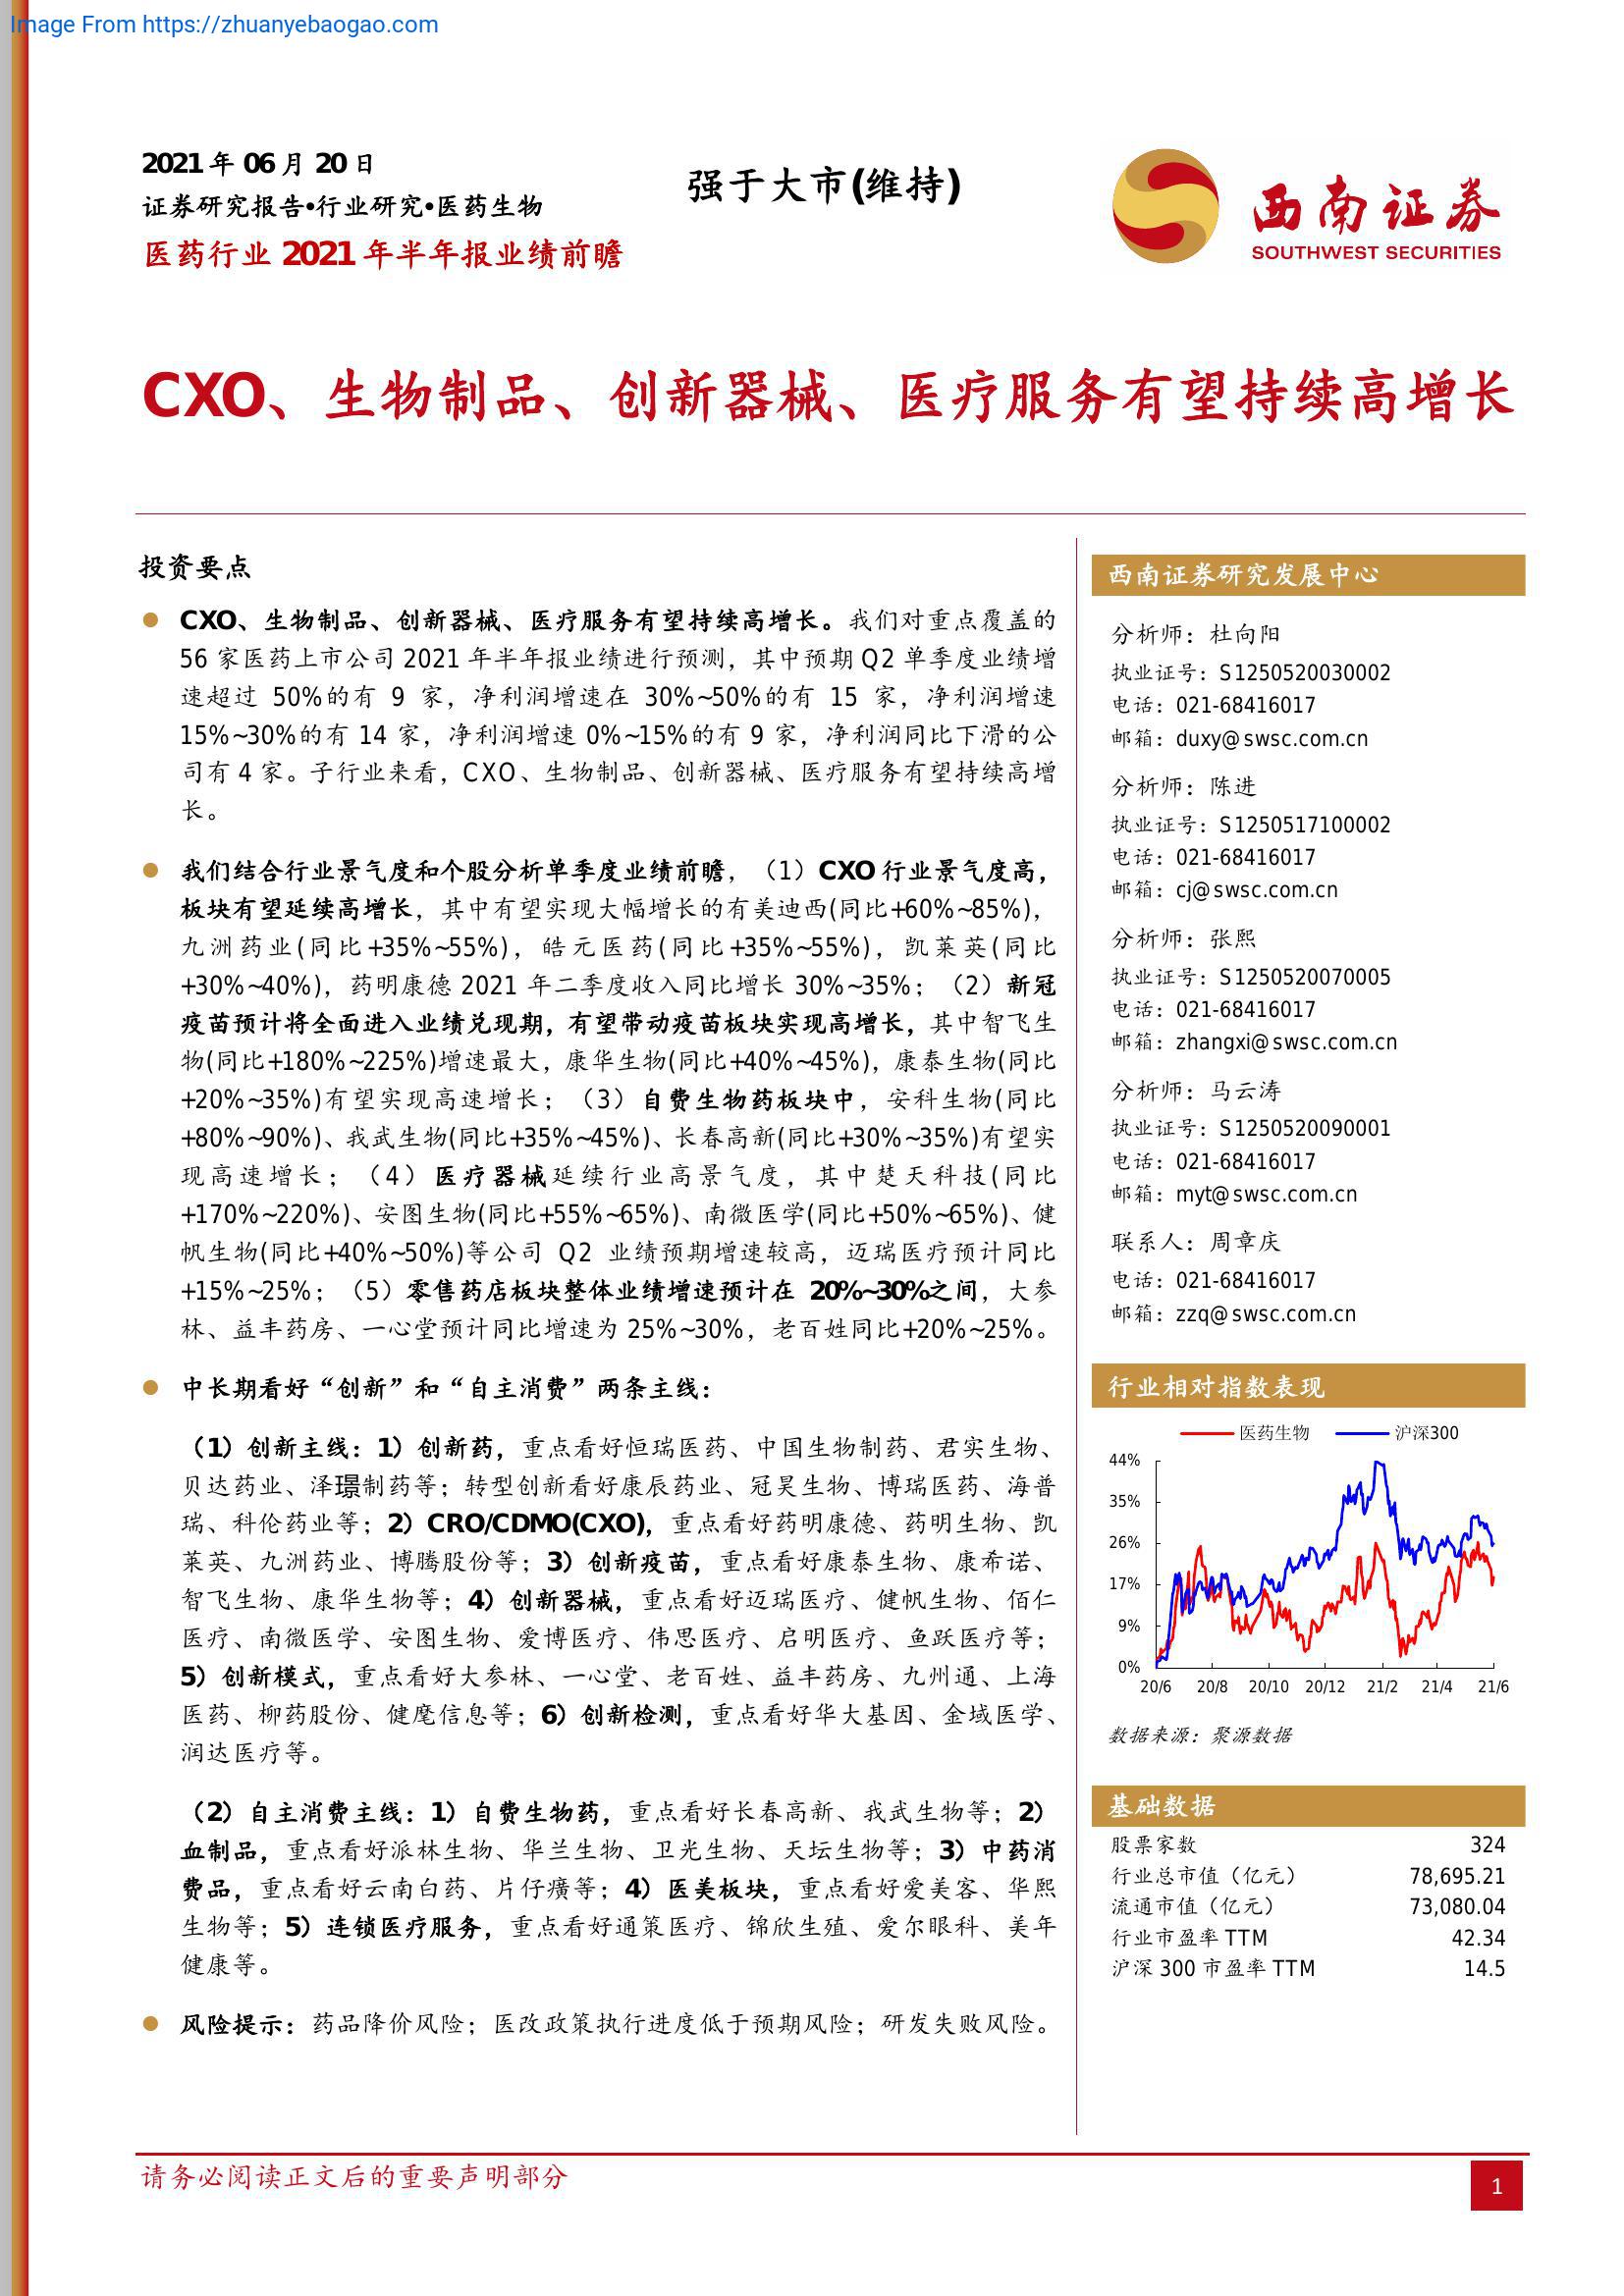 Image From https://zhuanyebaogao.com
2021 年 06 月 20 日
证券研究报告•行业研究•医药生物
医药行业 2021 年半年报业绩前瞻
强于大市(维持)
西南证券
SOUTHWEST SECURITIES
CXO、生物制品、创新器械、医疗服务有望持续高增长
投资要点
CXO、生物制品、创新器械、医疗服务有望持续高增长。我们对重点覆盖的
56 家医药上市公司 2021 年半年报业绩进行预测，其中预期 Q2 单季度业绩增
速超过 50%的有 9 家，净利润增速在 30%~50%的有 15 家，净利润增速
15%~30%的有 14 家，净利润增速 0%~15%的有 9 家，净利润同比下滑的公
司有 4 家。子行业来看，CXO、生物制品、创新器械、医疗服务有望持续高增
长。
我们结合行业景气度和个股分析单季度业绩前瞻，（1）CXO 行业景气度高，
板块有望延续高增长，其中有望实现大幅增长的有美迪西(同比+60%~85%)，
九洲药业(同比+35%~55%)，皓元医药(同比+35%~55%)，凯莱英(同比
+30%~40%)，药明康德 2021 年二季度收入同比增长 30%~35%；（2）新冠
疫苗预计将全面进入业绩兑现期，有望带动疫苗板块实现高增长，其中智飞生
物(同比+180%~225%)增速最大，康华生物(同比+40%~45%)，康泰生物(同比
+20%~35%)有望实现高速增长；（3）自费生物药板块中，安科生物(同比
+80%~90%)、我武生物(同比+35%~45%)、长春高新(同比+30%~35%)有望实
现高速增长；（4）医疗器械延续行业高景气度，其中楚天科技(同比
+170%~220%)、安图生物(同比+55%~65%)、南微医学(同比+50%~65%)、健
帆生物(同比+40%~50%)等公司 Q2 业绩预期增速较高，迈瑞医疗预计同比
+15%~25%；（5）零售药店板块整体业绩增速预计在 20%~30%之间，大参
林、益丰药房、一心堂预计同比增速为 25%~30%，老百姓同比+20%~25%。
中长期看好“创新”和“自主消费”两条主线：
（1）创新主线：1）创新药，重点看好恒瑞医药、中国生物制药、君实生物、
贝达药业、泽璟制药等；转型创新看好康辰药业、冠昊生物、博瑞医药、海普
瑞、科伦药业等；2）CRO/CDMO(CXO)，重点看好药明康德、药明生物、凯
莱英、九洲药业、博腾股份等；3）创新疫苗，重点看好康泰生物、康希诺、
智飞生物、康华生物等；4）创新器械，重点看好迈瑞医疗、健帆生物、佰仁
医疗、南微医学、安图生物、爱博医疗、伟思医疗、启明医疗、鱼跃医疗等；
5）创新模式，重点看好大参林、一心堂、老百姓、益丰药房、九州通、上海
医药、柳药股份、健麾信息等；6）创新检测，重点看好华大基因、金域医学、
润达医疗等。
（2）自主消费主线：1）自费生物药，重点看好长春高新、我武生物等；2）
血制品，重点看好派林生物、华兰生物、卫光生物、天坛生物等；3）中药消
费品，重点看好云南白药、片仔癀等；4）医美板块，重点看好爱美客、华熙
生物等；5）连锁医疗服务，重点看好通策医疗、锦欣生殖、爱尔眼科、美年
健康等。
风险提示：药品降价风险；医改政策执行进度低于预期风险；研发失败风险。
西南证券研究发展中心
分析师：杜向阳
执业证号：S1250520030002
电话：021-68416017
邮箱：duxy@swsc.com.cn
分析师：陈进
执业证号：S1250517100002
电话：021-68416017
邮箱：cj@swsc.com.cn
分析师：张熙
执业证号：S1250520070005
电话：021-68416017
邮箱：zhangxi@swsc.com.cn
分析师：马云涛
执业证号：S1250520090001
电话：021-68416017
邮箱：myt@swsc.com.cn
联系人：周章庆
电话：021-68416017
邮箱：zzq@swsc.com.cn
行业相对指数表现
医药生物 沪深300
44%
35%
26%
17%
9%
0%
20/6 20/8 20/10 20/12 21/2 21/4 21/6
数据来源：聚源数据
基础数据
股票家数 324
行业总市值（亿元） 78,695.21
流通市值（亿元） 73,080.04
行业市盈率 TTM 42.34
沪深 300 市盈率 TTM 14.5
请务必阅读正文后的重要声明部分
1